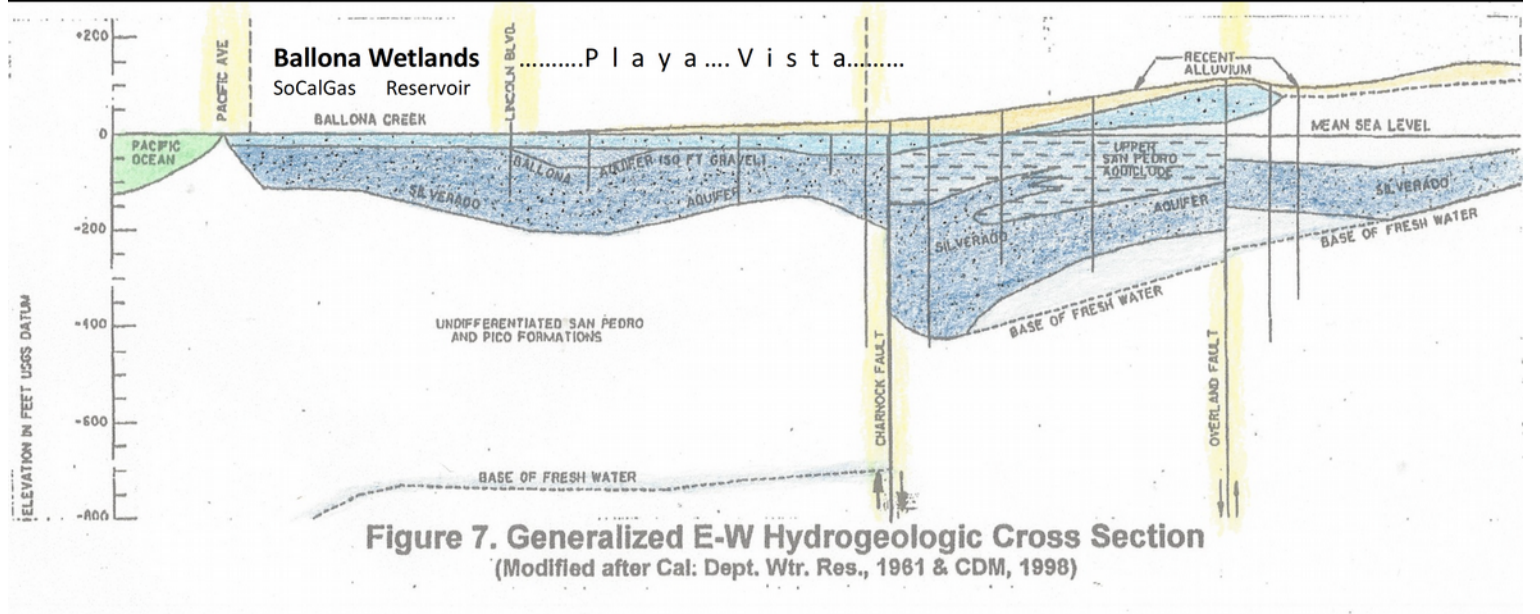 +200
0
-200
-400
-600
-800
ELEVATION IN FEET USGS DATUM
PACIFIC AVE
Ballona Wetlands ..........P l a y a .... V i s t a.........
SoCalGas Reservoir
LINCOLN BLVD.
BALLONA CREEK
PACIFIC
OCEAN
RECENT
ALLUVIUM
MEAN SEA LEVEL
BALLONA AQUIFER (50 FT GRAVEL)
SILVERADO AQUIFER
UPPER
SAN PEDRO
AQUICLUDE
SILVERADO AQUIFER
SILVERADO
BASE OF FRESH WATER
BASE OF FRESH WATER
UNDIFFERENTIATED SAN PEDRO
AND PICO FORMATIONS
CHARNOCK FAULT
OVERLAND FAULT
BASE OF FRESH WATER
Figure 7. Generalized E-W Hydrogeologic Cross Section
(Modified after Cal: Dept. Wtr. Res., 1961 & CDM, 1998)